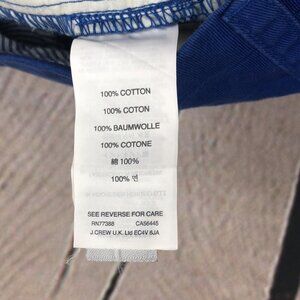 100% COTTON
100% COTON
100% BAUMWOLLE
100% COTONE
綿 100%
100% 면
SEE REVERSE FOR CARE
RN77388 CA56445
J.CREW U.K. Ltd EC4V 6JA